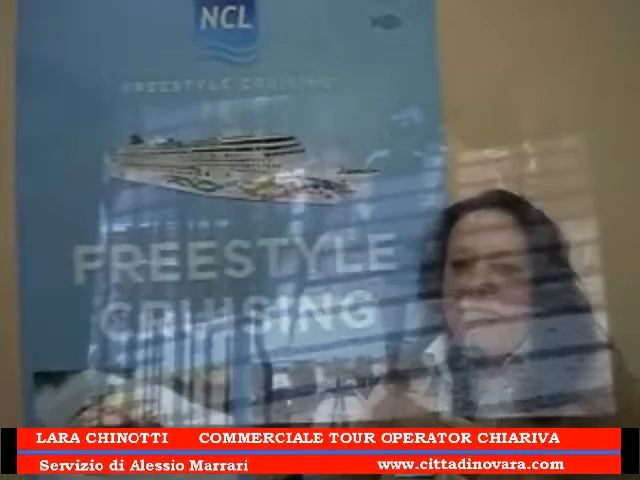 NCL
FREESTYLE CRUISING
FREESTYLE
CRUISING
LARA CHINOTTI COMMERCIALE TOUR OPERATOR CHIARIVA
Servizio di Alessio Marrari www.cittadinovara.com